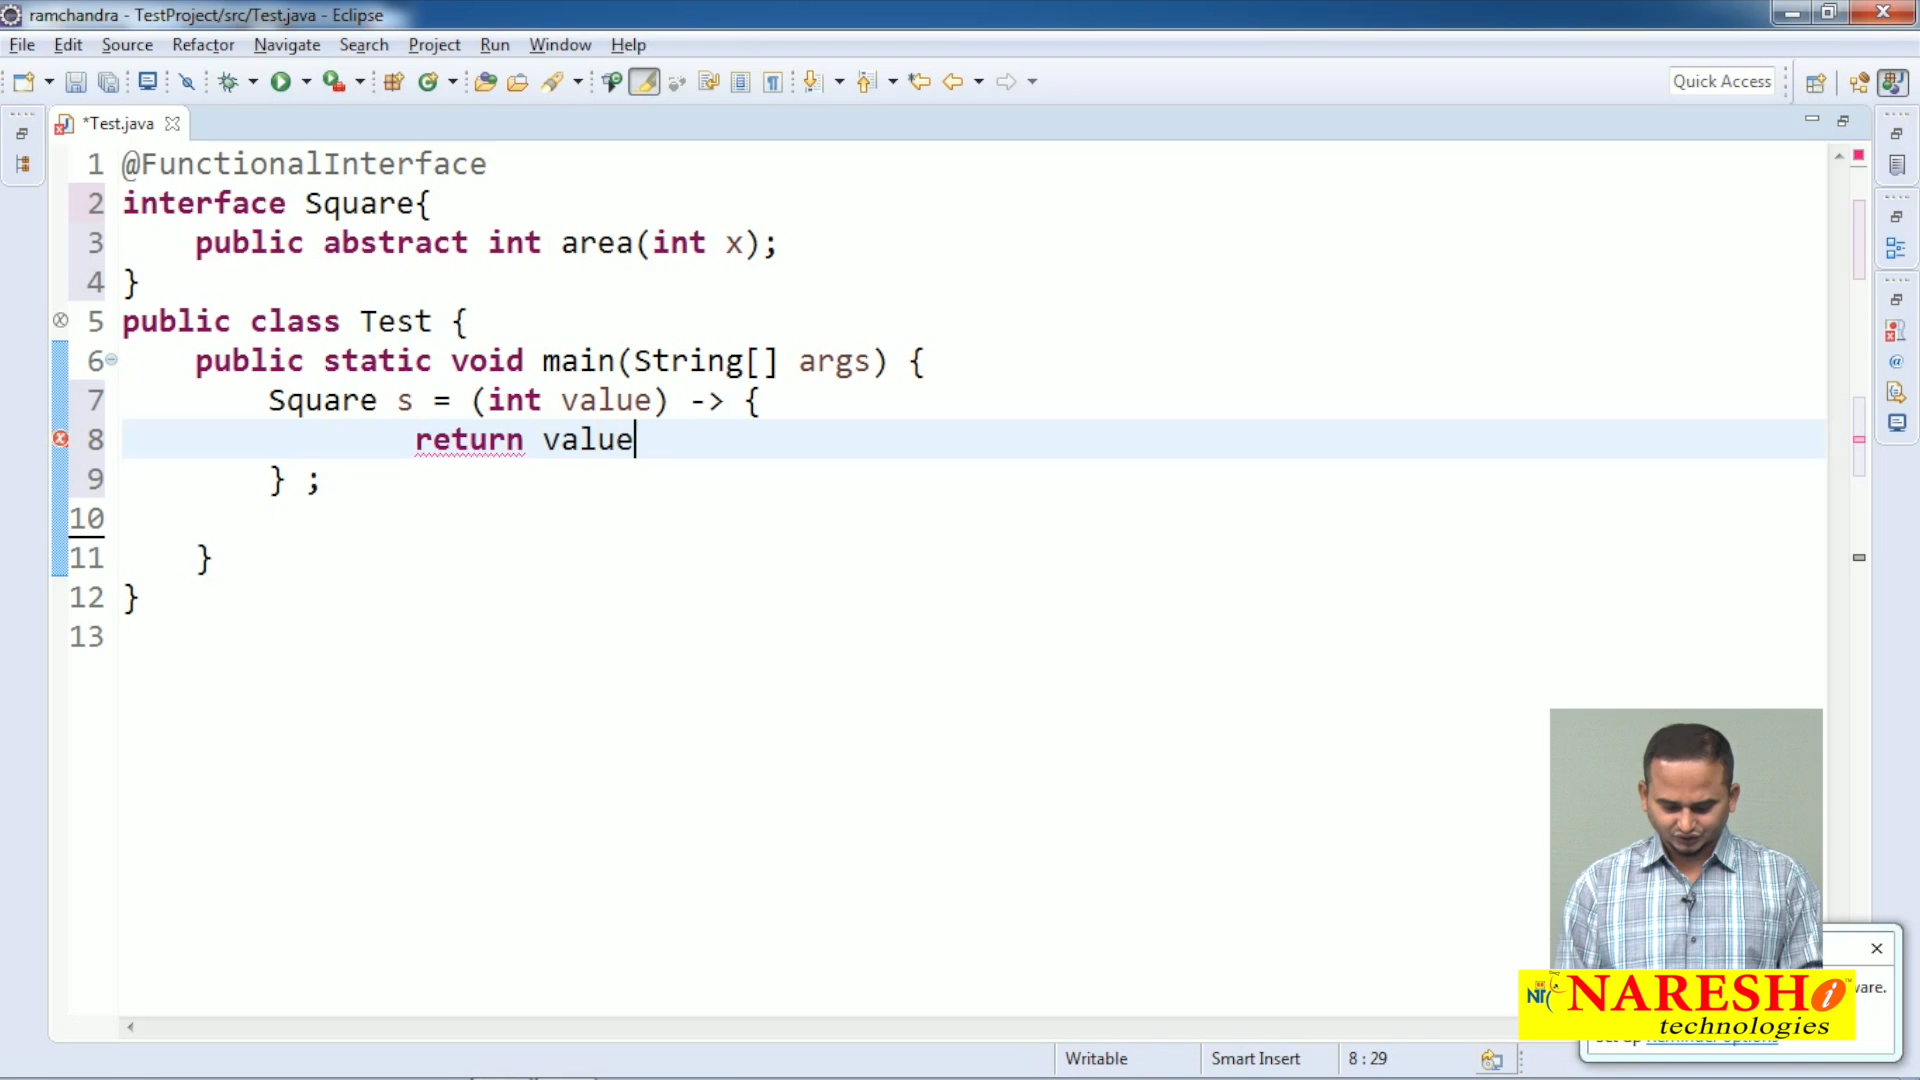 ramchandra - TestProject/src/Test.java - Eclipse
File Edit Source Refactor Navigate Search Project Run Window Help
Quick Access
*Test.java
1 @FunctionalInterface
2 interface Square{
3 public abstract int area(int x);
4 }
5 public class Test {
6 public static void main(String[] args) {
7 Square s = (int value) -> {
8 return value
9 } ;
10
11 }
12 }
13
ware.
NARESH i
technologies
Writable Smart Insert 8 : 29